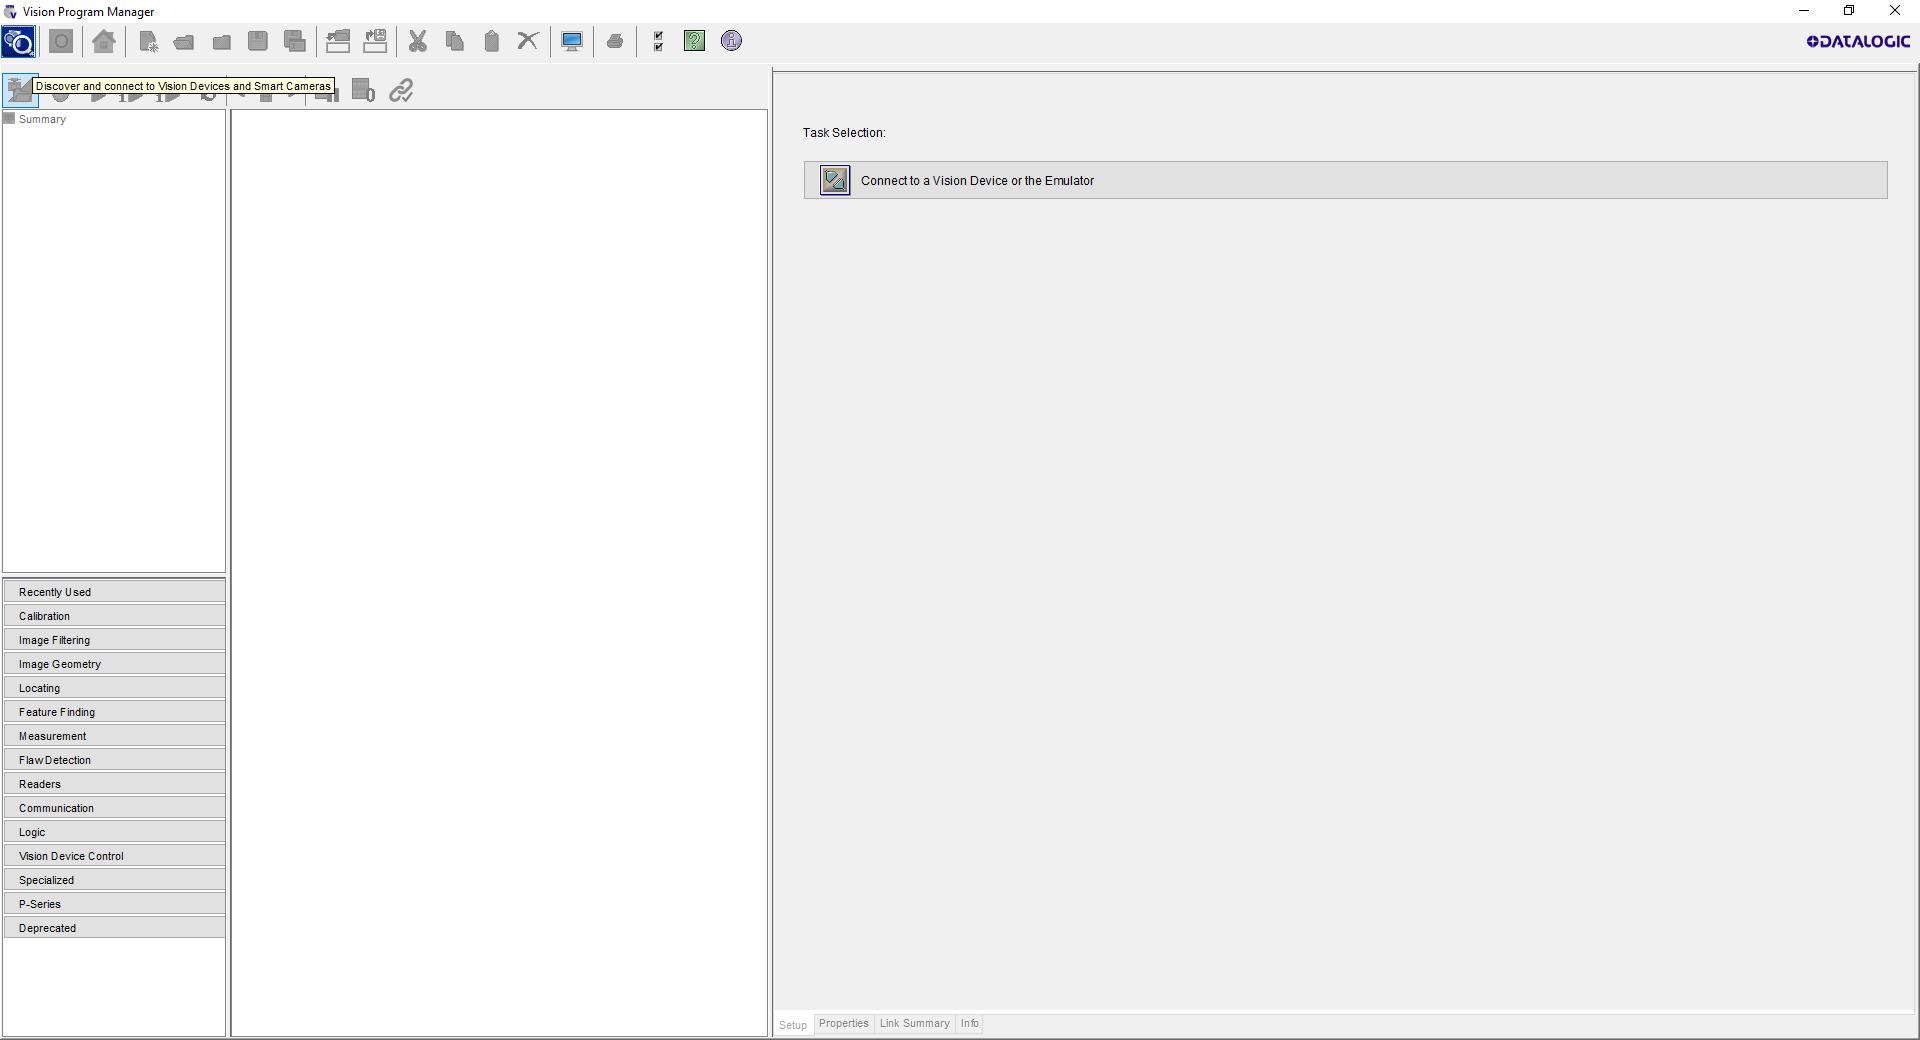 Vision Program Manager
DATALOGIC
Discover and connect to Vision Devices and Smart Cameras
Summary
Task Selection:
Connect to a Vision Device or the Emulator
Recently Used
Calibration
Image Filtering
Image Geometry
Locating
Feature Finding
Measurement
Flaw Detection
Readers
Communication
Logic
Vision Device Control
Specialized
P-Series
Deprecated
Setup
Properties
Link Summary
Info